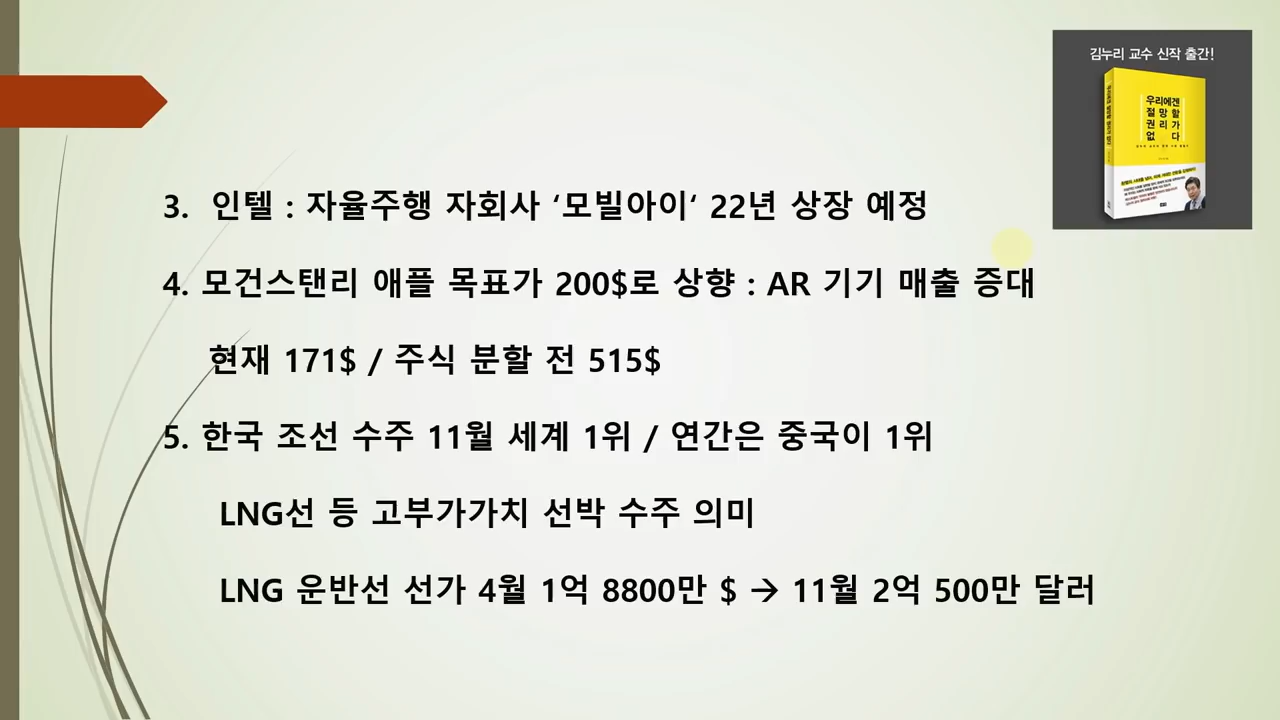 김누리 교수 신작 출간!
우리에겐
절망할
권리가
없다
3. 인텔 : 자율주행 자회사 ‘모빌아이‘ 22년 상장 예정
4. 모건스탠리 애플 목표가 200$로 상향 : AR 기기 매출 증대
현재 171$ / 주식 분할 전 515$
5. 한국 조선 수주 11월 세계 1위 / 연간은 중국이 1위
LNG선 등 고부가가치 선박 수주 의미
LNG 운반선 선가 4월 1억 8800만 $ → 11월 2억 500만 달러